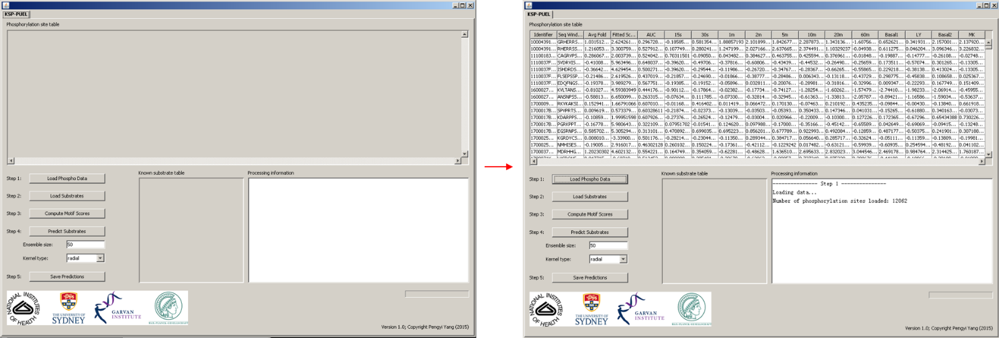 KSP-PUEL
Phosphorylation site table
Step 1: Load Phospho Data
Known substrate table
Processing information
Step 2: Load Substrates
Step 3: Compute Motif Scores
Step 4: Predict Substrates
Ensemble size: 50
Kernel type: radial
Step 5: Save Predictions
NATIONAL INSTITUTES OF HEALTH
THE UNIVERSITY OF
SYDNEY
GARVAN
INSTITUTE
MAX-PLANCK-GESELLSCHAFT
Version 1.0; Copyright Pengyi Yang (2015)
KSP-PUEL
Phosphorylation site table
Identifier Seq Wind... Avg Fold Fitted Sc... AUC 15s 30s 1m 2m 5m 10m 20m 60m Basal1 LY Basal2 MK
10004391... GRHERRS... 1.031512... 2.624261... 0.296728... -0.18585... 0.581354... 1.88857193 2.101899... 1.842677... 2.287873... 1.343136... -1.60756... 0.652621... 0.341931... 2.157001... 2.137920...
10004391... RHERRSS... 1.216053... 3.300759... 0.527912... 0.107749... 0.280241... 1.247199... 2.027166... 2.637665... 2.374491... 1.10329237 -0.04938... 0.611275... 0.046204... 3.096346... 3.226832...
1110018J... CAGRVPS... 0.286067... 2.003739... 0.524042... 0.70311501 -0.09050... 0.043482... 0.384627... 0.463755... 0.425594... 0.376961... -0.01848... -0.19887... -0.14777... -0.26108... -0.02748...
1110037F... SVDRVIS... -0.41008... 5.963496... 0.648037... -0.39620... -0.49706... -0.37816... -0.60806... -0.43439... -0.44532... -0.26490... -0.25659... 0.173511... -0.57074... 0.301265... -0.13305...
1110037F... ISHDRDS... -0.36642... 4.629454... 0.500271... -0.39620... -0.29544... -0.11986... -0.26720... -0.34767... -0.28367... -0.66265... -0.55865... 0.229218... -0.38138... 0.413024... -0.13305...
1110037F... FLSEPSSP... -0.21486... 2.619526... 0.437019... -0.21857... -0.24690... -0.01866... -0.38777... -0.28486... 0.006343... -0.13118... -0.43729... 0.298775... -0.45838... 0.108658... 0.025367...
1110037F... EDQFNGS... -0.19378... 3.989279... 0.567751... -0.19385... -0.19152... -0.05896... 0.032811... -0.20076... -0.28981... -0.31816... -0.32996... 0.009347... -0.22293... 0.167749... 0.151409...
1600027... KYLTANS... -0.81027... 4.59383949 0.444176... -0.90112... -0.17864... -0.02382... -0.17734... -0.74127... -1.28254... -1.60262... -1.57479... -2.74410... -1.98233... -2.06914... -0.45955...
1600027... ANSNPSS... -0.58813... 6.650099... 0.263315... -0.07634... 0.111785... -0.07330... -0.32814... -0.32945... -0.61363... -1.33813... -2.05787... -0.89421... -1.16586... -1.59034... -0.53637...
1700009... RKYKAKSI... 0.152941... 1.66791066 0.607010... -0.01168... 0.416402... 0.011419... 0.066472... 0.170130... -0.07463... 0.210192... 0.435235... -0.09844... -0.00430... -0.13840... 0.661918...
1700017B... SPVPRTS... 0.009619... 0.573379... 0.60328611 -0.21874... -0.02373... -0.13039... -0.03503... -0.05393... 0.350433... 0.147346... 0.041031... -0.15265... -0.61880... 0.340163... -0.03073...
1700017B... KDARPPS... -0.10859... 1.99951598 0.607926... -0.27376... -0.26524... -0.12479... -0.03004... 0.020966... -0.22009... -0.10300... 0.127226... 0.172365... -0.67296... 0.65434388 0.730226...
1700017B... PGRKPPT... -0.16778... 5.980643... 0.322109... 0.07951702 -0.01541... 0.124620... 0.097988... -0.17000... -0.35166... -0.45142... -0.65589... 0.042649... -0.69069... -0.09415... -0.13248...
1700017B... EGSRNPS... 0.585702... 5.305294... 0.313101... 0.470892... 0.699035... 0.695223... 0.856201... 0.677789... 0.922993... 0.492084... -0.12859... 0.487177... -0.50375... 0.241901... 0.307188...
1700025... KGRDYCS... 0.008010... -3.33900... 0.501176... -0.28214... -0.23044... -0.11350... 0.289344... 0.384717... 0.056640... 0.285717... -0.32624... -0.05111... -0.11359... -0.13809... -0.19981...
1700025... NMHISES... -0.19005... 2.916017... 0.46302128 0.260102... 0.150224... -0.17361... -0.42112... -0.1229242 0.017482... -0.63121... -0.59939... -0.60935... 0.254594... -0.48192... 0.041102...
1700037... MDRHHG... 1.20230302 4.602132... 0.554221... 0.164749... 0.354059... -0.62281... -0.48628... 1.636510... 2.695633... 2.832023... 3.044546... 2.469178... 0.984764... 2.314425... 1.760187...
Step 1: Load Phospho Data
Known substrate table
Processing information
--------------- Step 1 ---------------
Loading data...
Number of phosphorylation sites loaded: 12062
Step 2: Load Substrates
Step 3: Compute Motif Scores
Step 4: Predict Substrates
Ensemble size: 50
Kernel type: radial
Step 5: Save Predictions
NATIONAL INSTITUTES OF HEALTH
THE UNIVERSITY OF
SYDNEY
GARVAN
INSTITUTE
MAX-PLANCK-GESELLSCHAFT
Version 1.0; Copyright Pengyi Yang (2015)